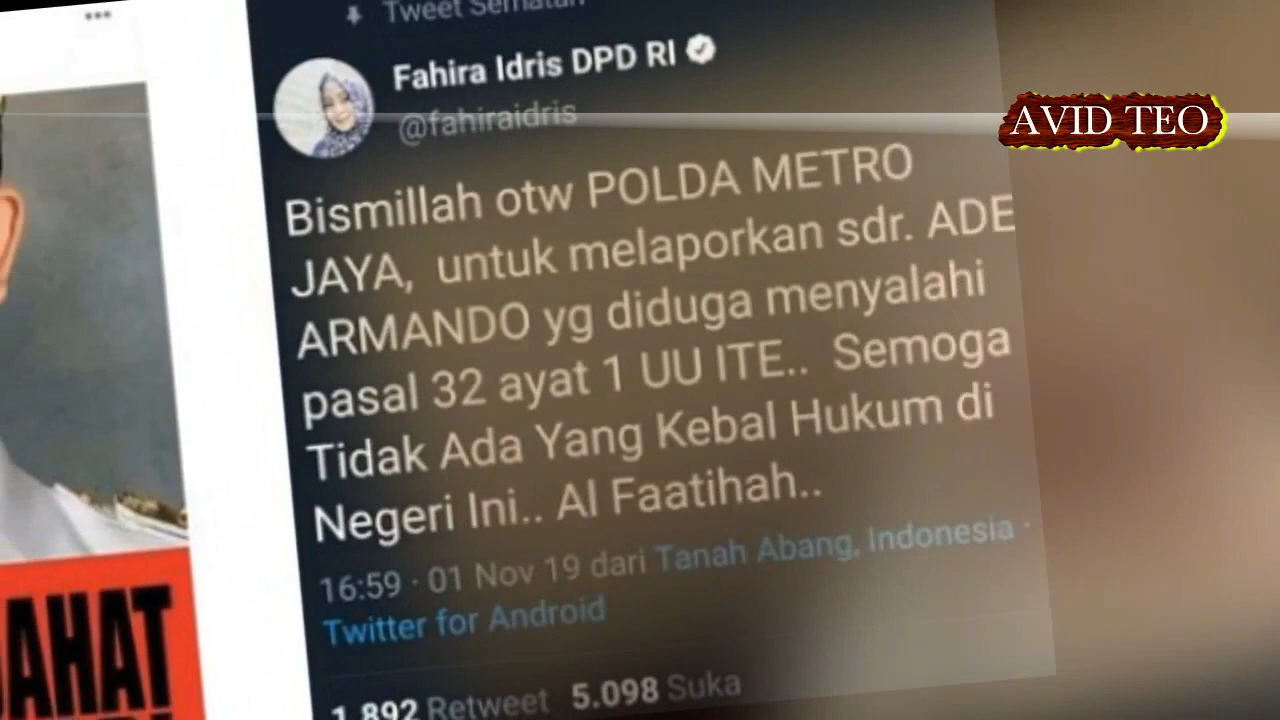 Tweet Sematan
Fahira Idris DPD RI
@fahiraidris
AVID TEO
Bismillah otw POLDA METRO
JAYA, untuk melaporkan sdr. ADE
ARMANDO yg diduga menyalahi
pasal 32 ayat 1 UU ITE.. Semoga
Tidak Ada Yang Kebal Hukum di
Negeri Ini.. Al Faatihah..
16:59 · 01 Nov 19 dari Tanah Abang, Indonesia ·
Twitter for Android
1.892 Retweet 5.098 Suka